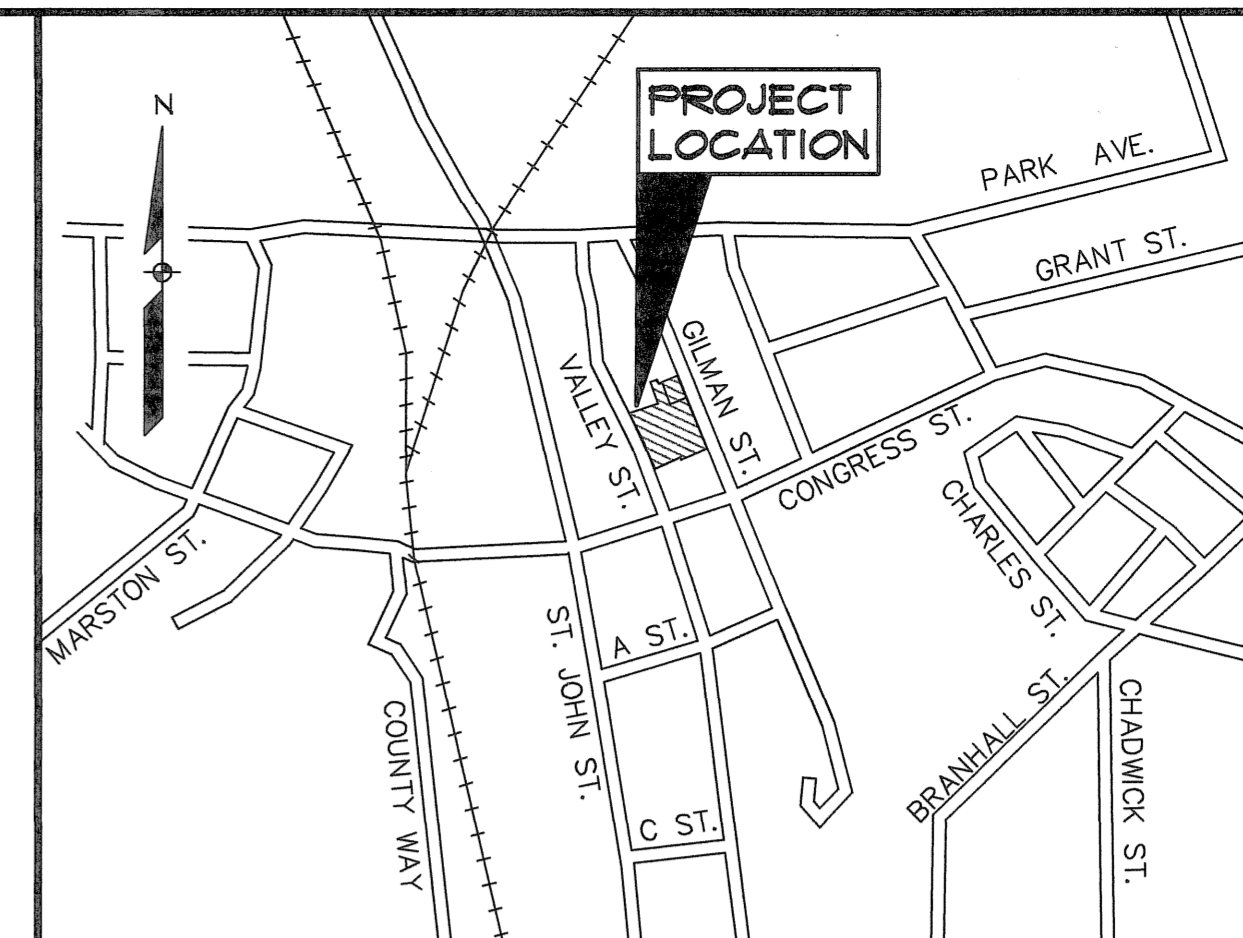 N
PROJECT
LOCATION
PARK AVE.
GRANT ST.
GILMAN ST.
VALLEY ST.
CONGRESS ST.
CHARLES ST.
MARSTON ST.
A ST.
ST. JOHN ST.
COUNTY WAY
C ST.
BRANHALL ST.
CHADWICK ST.